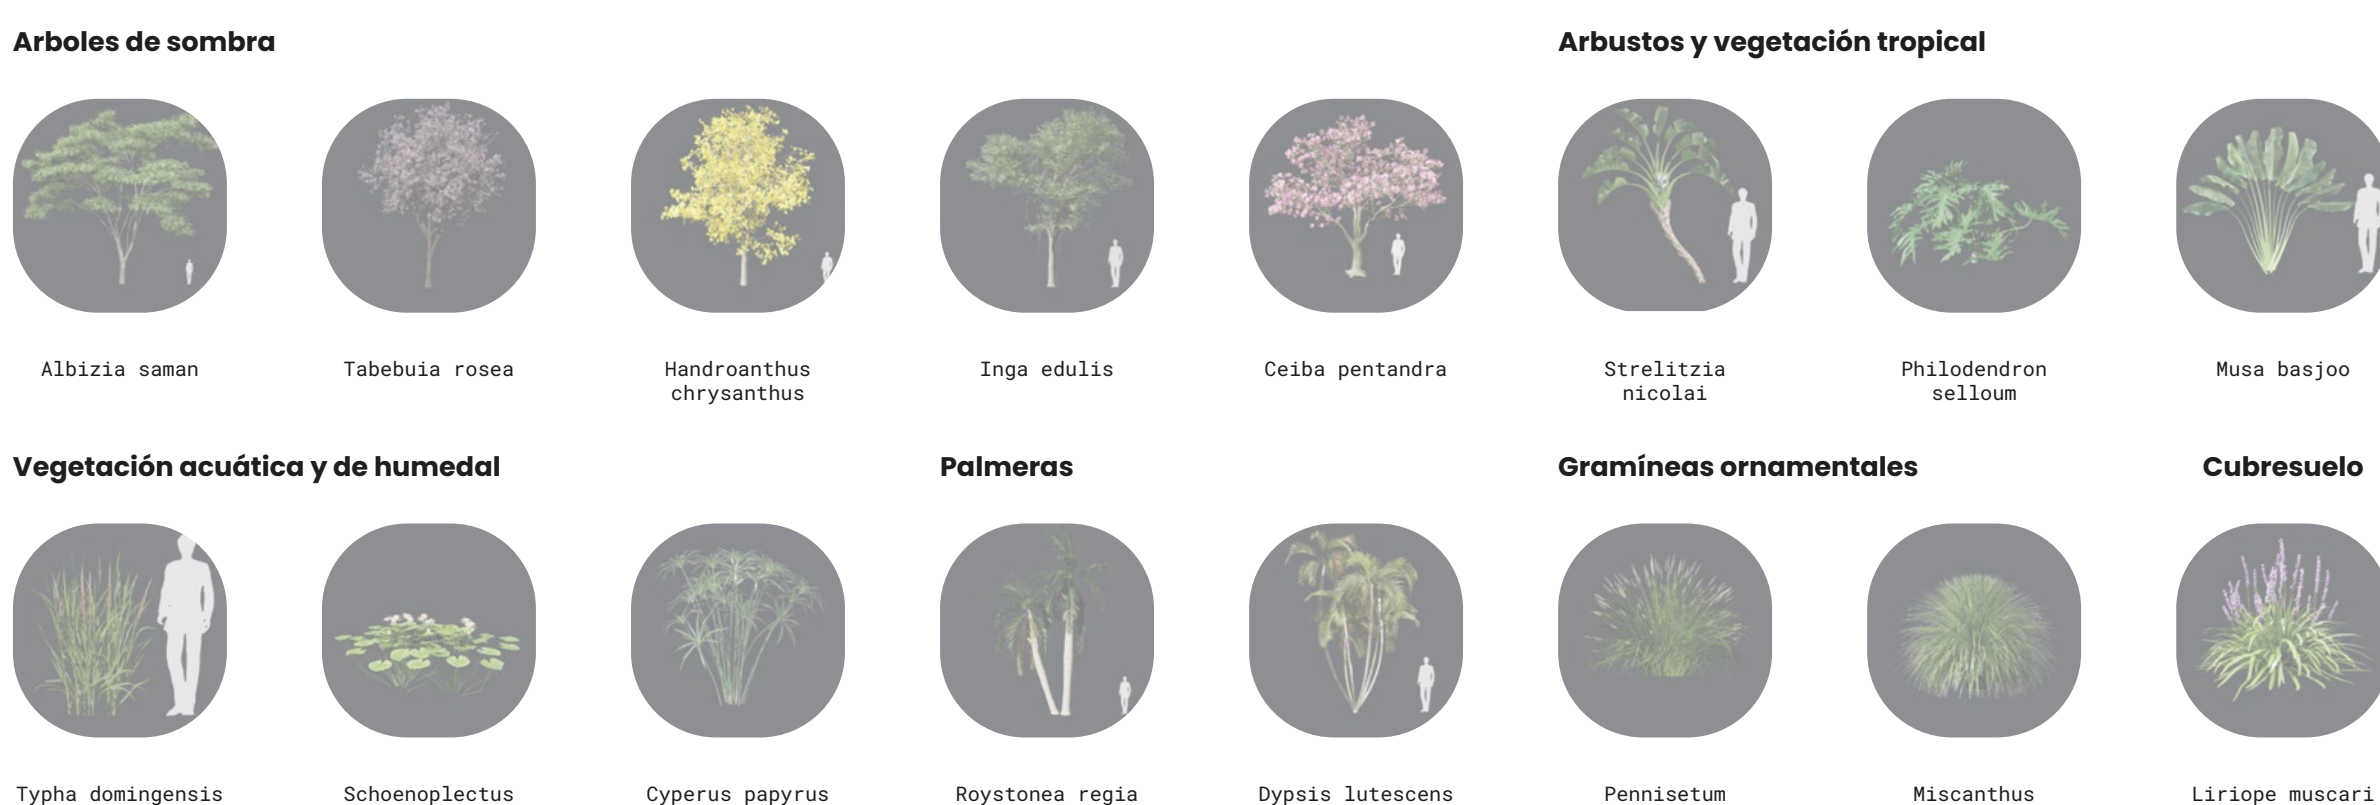 Arboles de sombra
Arbustos y vegetación tropical
Albizia saman
Tabebuia rosea
Handroanthus
chrysanthus
Inga edulis
Ceiba pentandra
Strelitzia
nicolai
Philodendron
selloum
Musa basjoo
Vegetación acuática y de humedal
Palmeras
Gramíneas ornamentales
Cubresuelo
Typha domingensis
Schoenoplectus
Cyperus papyrus
Roystonea regia
Dypsis lutescens
Pennisetum
Miscanthus
Liriope muscari